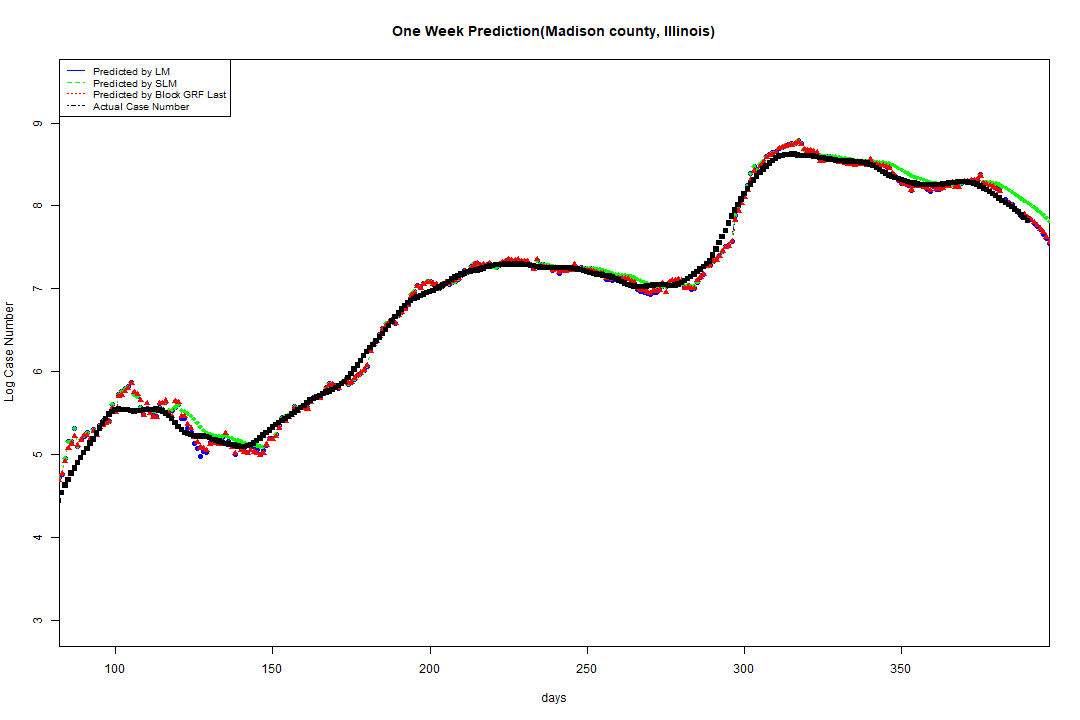 One Week Prediction(Madison county, Illinois)
Predicted by LM
Predicted by SLM
Predicted by Block GRF Last
Actual Case Number
9
8
7
6
5
4
3
Log Case Number
100 150 200 250 300 350
days